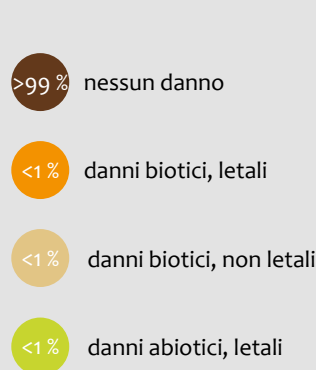 >99 % nessun danno
<1 % danni biotici, letali
<1 % danni biotici, non letali
<1 % danni abiotici, letali